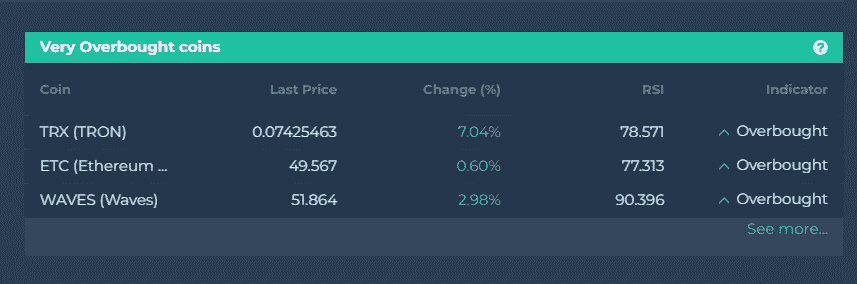 Very Overbought coins ?
Coin Last Price Change (%) RSI Indicator
TRX (TRON) 0.07425463 7.04% 78.571 Overbought
ETC (Ethereum ... 49.567 0.60% 77.313 Overbought
WAVES (Waves) 51.864 2.98% 90.396 Overbought
See more...